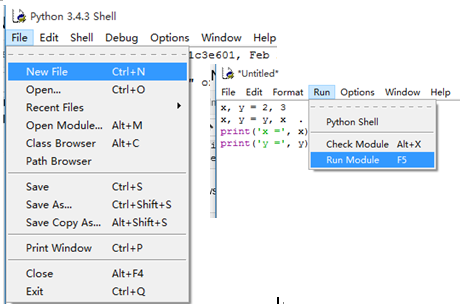 Python 3.4.3 Shell
File Edit Shell Debug Options Window Help
1c3e601, Feb
New File Ctrl+N
Open... Ctrl+O
Recent Files
Open Module... Alt+M
Class Browser Alt+C
Path Browser
Save Ctrl+S
Save As... Ctrl+Shift+S
Save Copy As... Alt+Shift+S
Print Window Ctrl+P
Close Alt+F4
Exit Ctrl+Q
*Untitled*
File Edit Format Run Options Window Help
x, y = 2, 3
x, y = y, x
print('x =', x)
print('y =', y)
Python Shell
Check Module Alt+X
Run Module F5